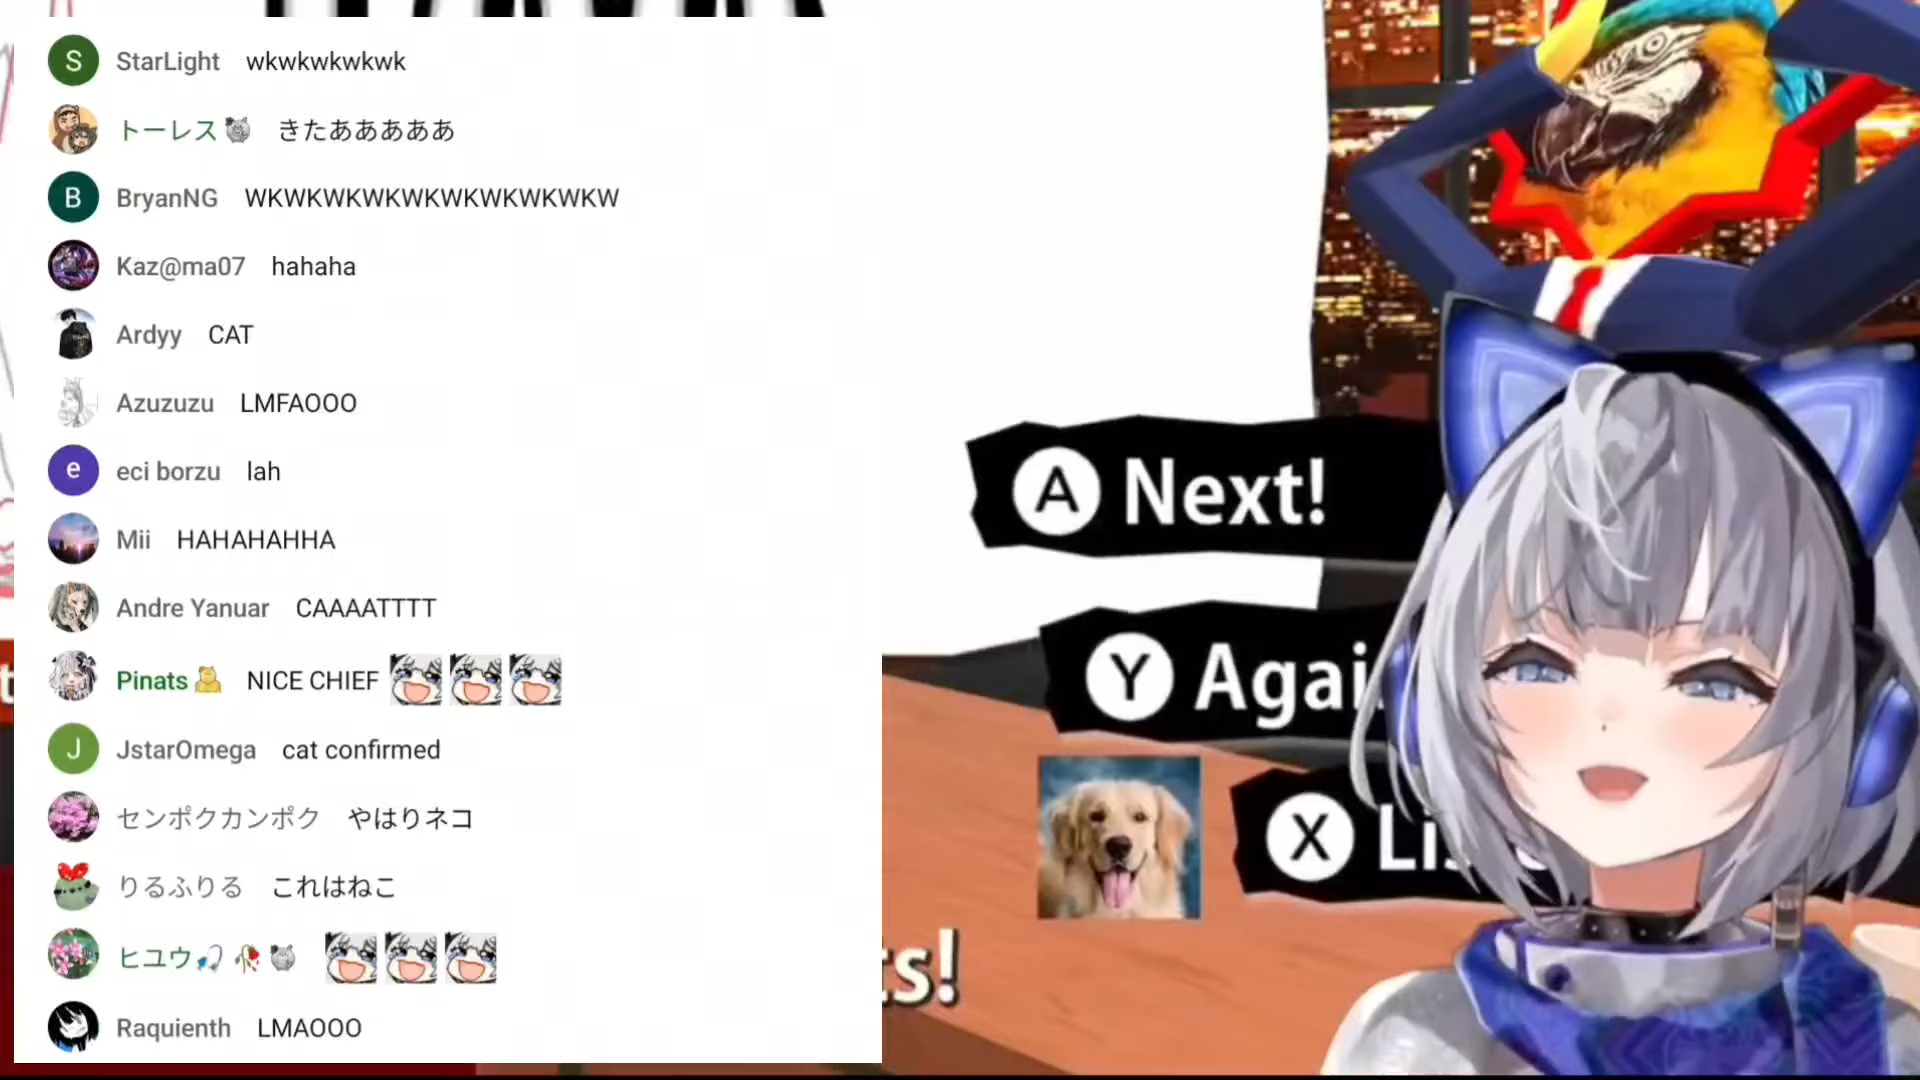 S StarLight wkwkwkwkwk
トーレス きたあああああ
B BryanNG WKWKWKWKWKWKWKWKWKW
Kaz@ma07 hahaha
Ardyy CAT
Azuzuzu LMFAOOO
e eci borzu lah
Mii HAHAHAHHA
Andre Yanuar CAAAATTTT
Pinats NICE CHIEF
J JstarOmega cat confirmed
センポクカンポク やはりネコ
りるふりる これはねこ
ヒユウ
Raquienth LMAOOO
A Next!
Y Agai
X Lis
ts!